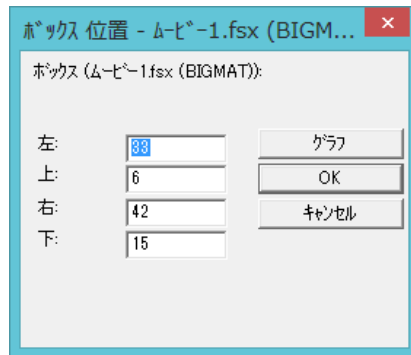 ﾎﾞｯｸｽ 位置 - ﾑｰﾋﾞｰ1.fsx (BIGM...
ﾎﾞｯｸｽ (ﾑｰﾋﾞｰ1.fsx (BIGMAT)):
左: 33 ｸﾞﾗﾌ
上: 6 OK
右: 42 ｷｬﾝｾﾙ
下: 15